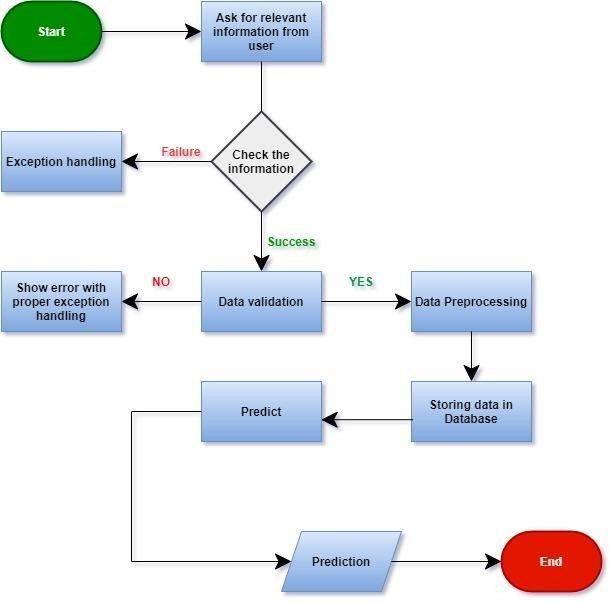 Start
Ask for relevant
information from
user
Failure
Exception handling
Check the
information
Success
NO
YES
Show error with
proper exception
handling
Data validation
Data Preprocessing
Predict
Storing data in
Database
Prediction
End